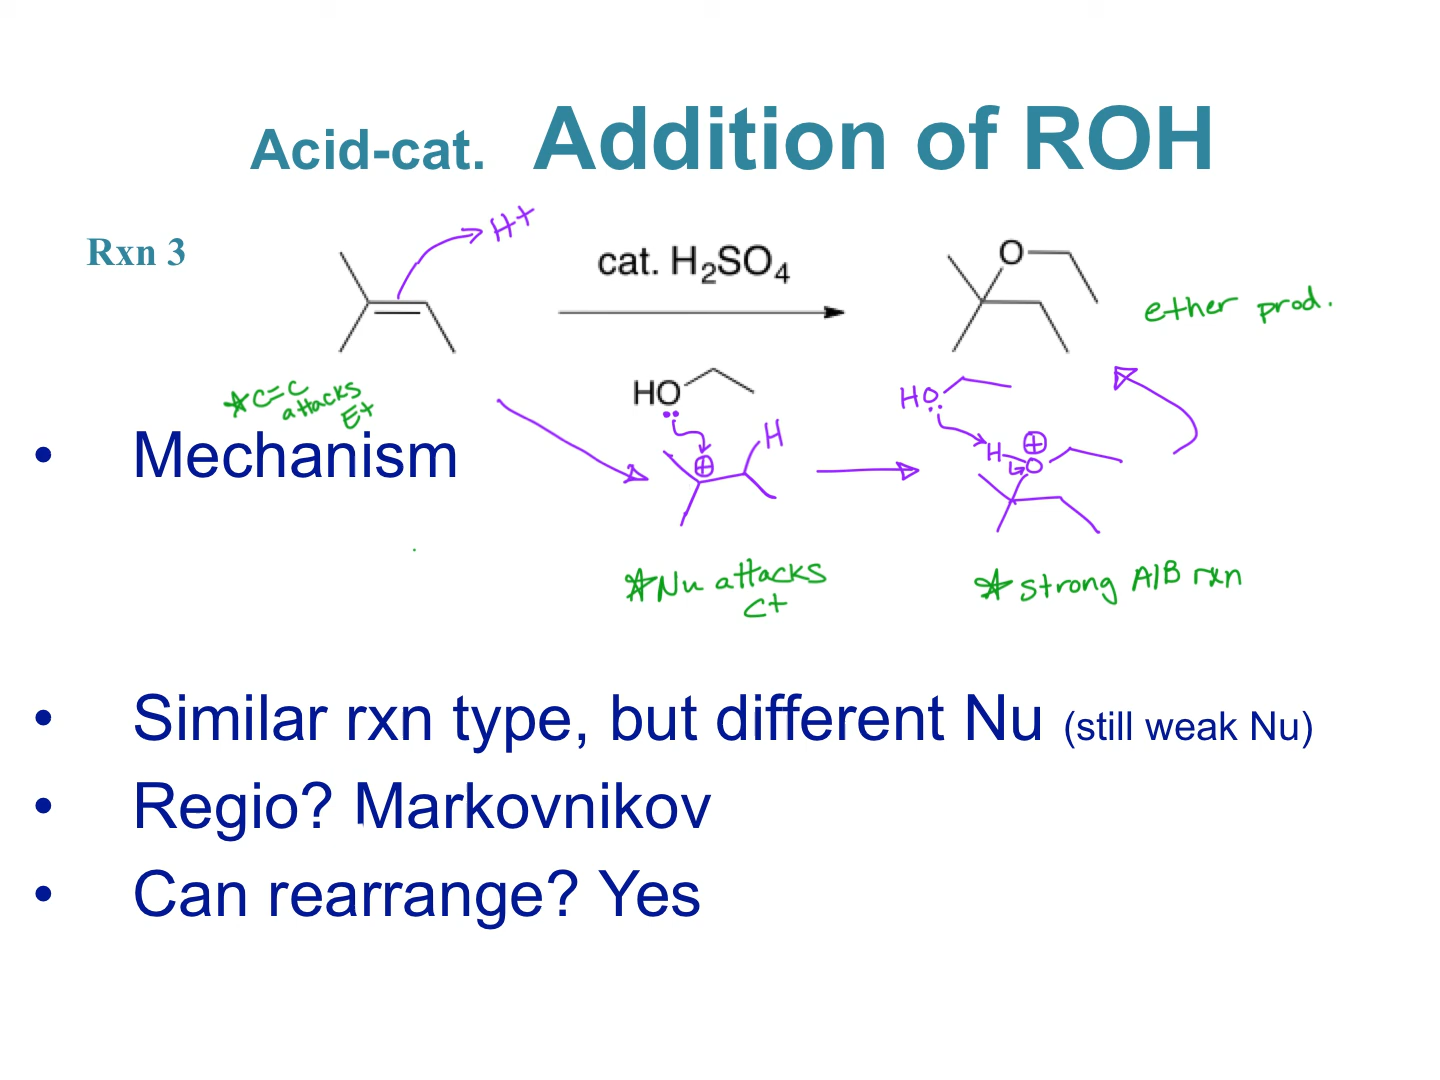 Acid-cat. Addition of ROH
Rxn 3
H+
cat. H₂SO₄
O
ether prod.
HO
HO
*C=C
attacks
E+
• Mechanism
H
⊕
H ⊕
O
*Nu attacks
C+
*strong A/B rxn
• Similar rxn type, but different Nu (still weak Nu)
• Regio? Markovnikov
• Can rearrange? Yes